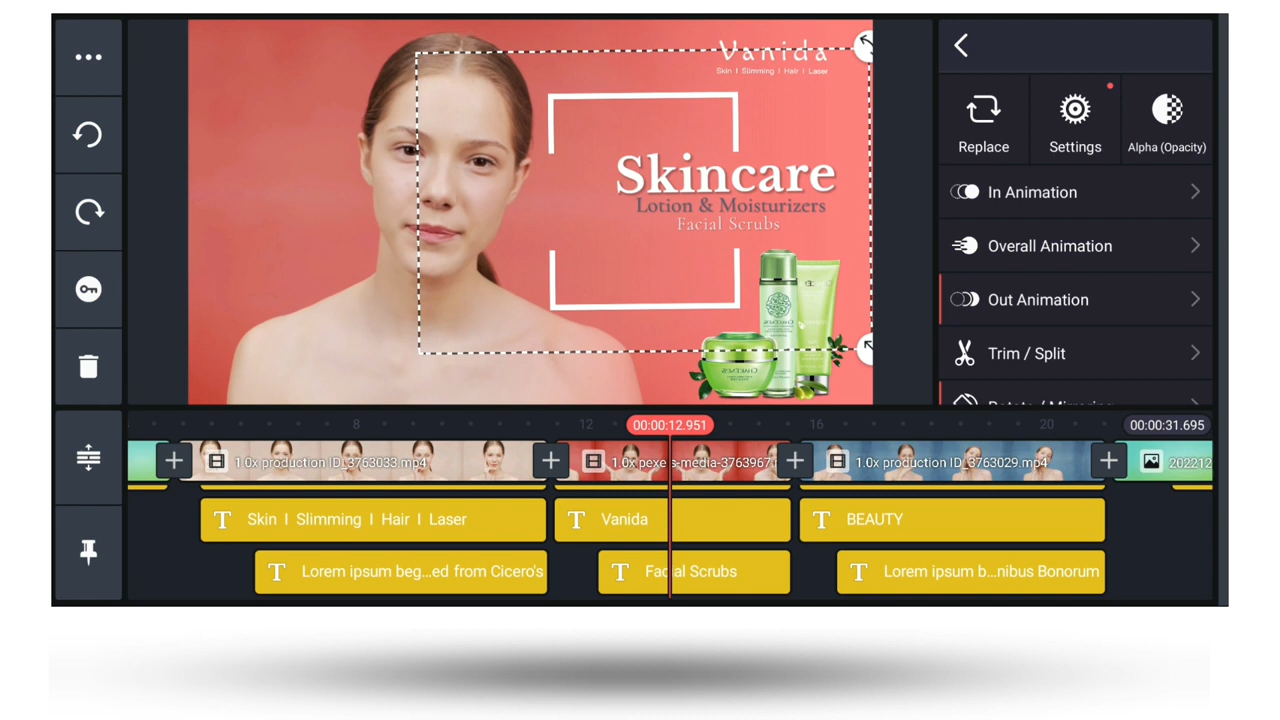 Vanida
Skin I Slimming I Hair I Laser
Skincare
Lotion & Moisturizers
Facial Scrubs
Replace
Settings
Alpha (Opacity)
In Animation
Overall Animation
Out Animation
Trim / Split
Rotate / Mirroring
8
12
00:00:12.951
16
20
00:00:31.695
1.0x production ID_3763033.mp4
1.0x pexe s-media-3763967
1.0x production ID_3763029.mp4
202212
T Skin I Slimming I Hair I Laser
T Vanida
T BEAUTY
T Lorem ipsum beg...ed from Cicero's
T Facial Scrubs
T Lorem ipsum b...nibus Bonorum